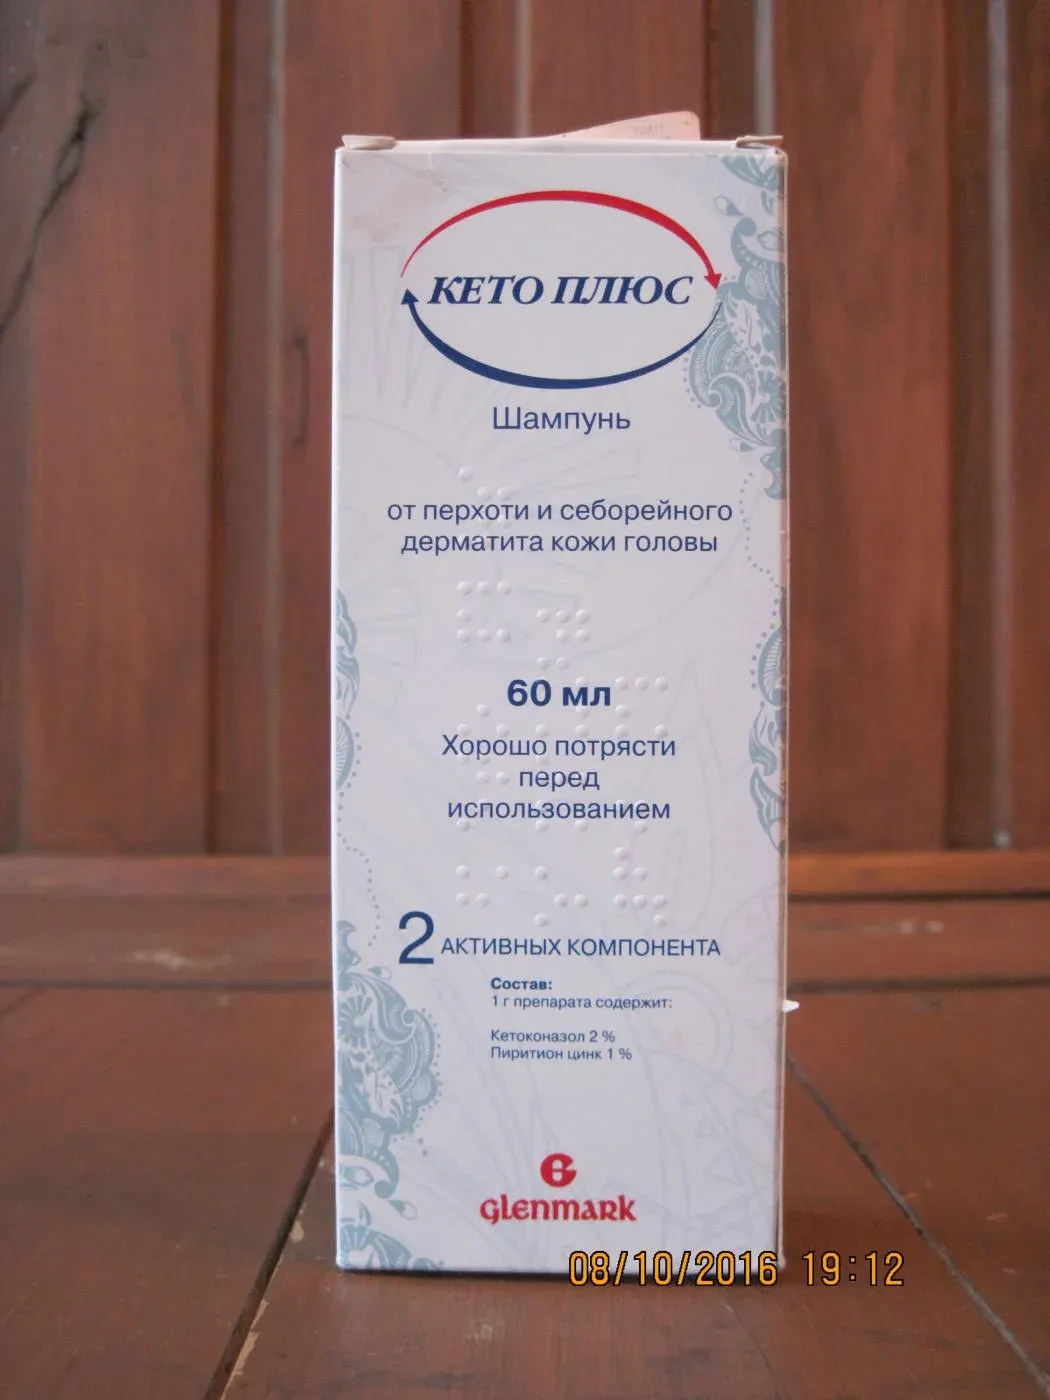 КЕТО ПЛЮС
Шампунь
от перхоти и себорейного
дерматита кожи головы
60 мл
Хорошо потрясти
перед
использованием
2 АКТИВНЫХ КОМПОНЕНТА
Состав:
1 г препарата содержит:
Кетоконазол 2 %
Пиритион цинк 1 %
Glenmark
08/10/2016 19:12